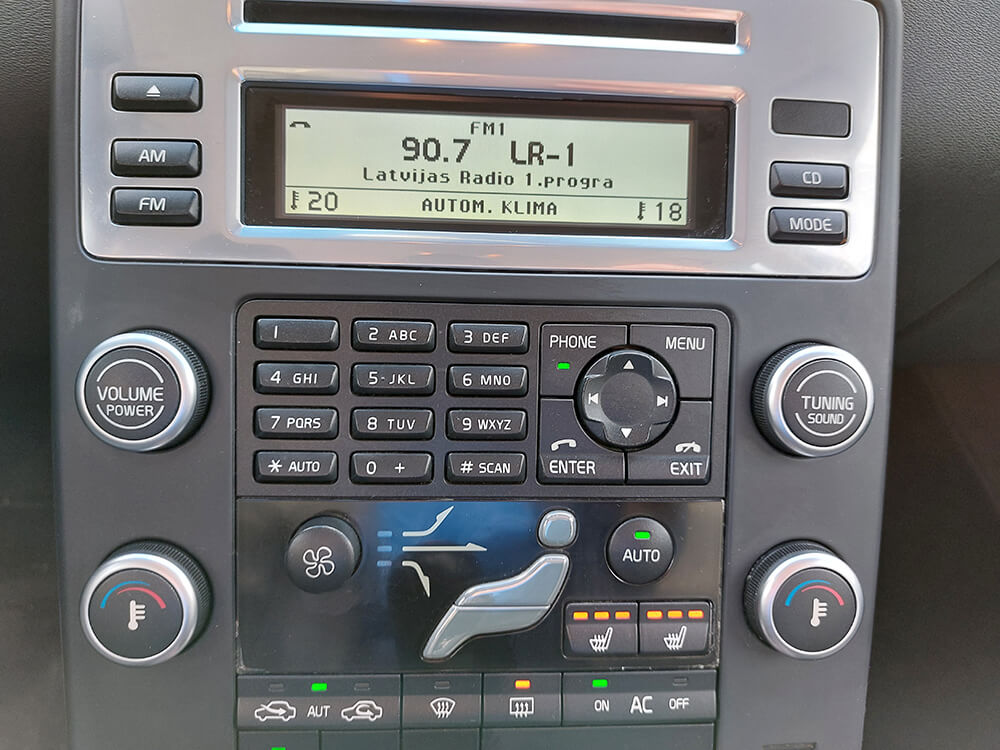 FM1
90.7 LR-1
Latvijas Radio 1.progra
20 AUTOM. KLIMA 18
AM
FM
CD
MODE
VOLUME
POWER
1 2 ABC 3 DEF
4 GHI 5-JKL 6 MNO
7 PQRS 8 TUV 9 WXYZ
* AUTO 0 + # SCAN
PHONE MENU
ENTER EXIT
TUNING
SOUND
AUTO
AUT ON AC OFF